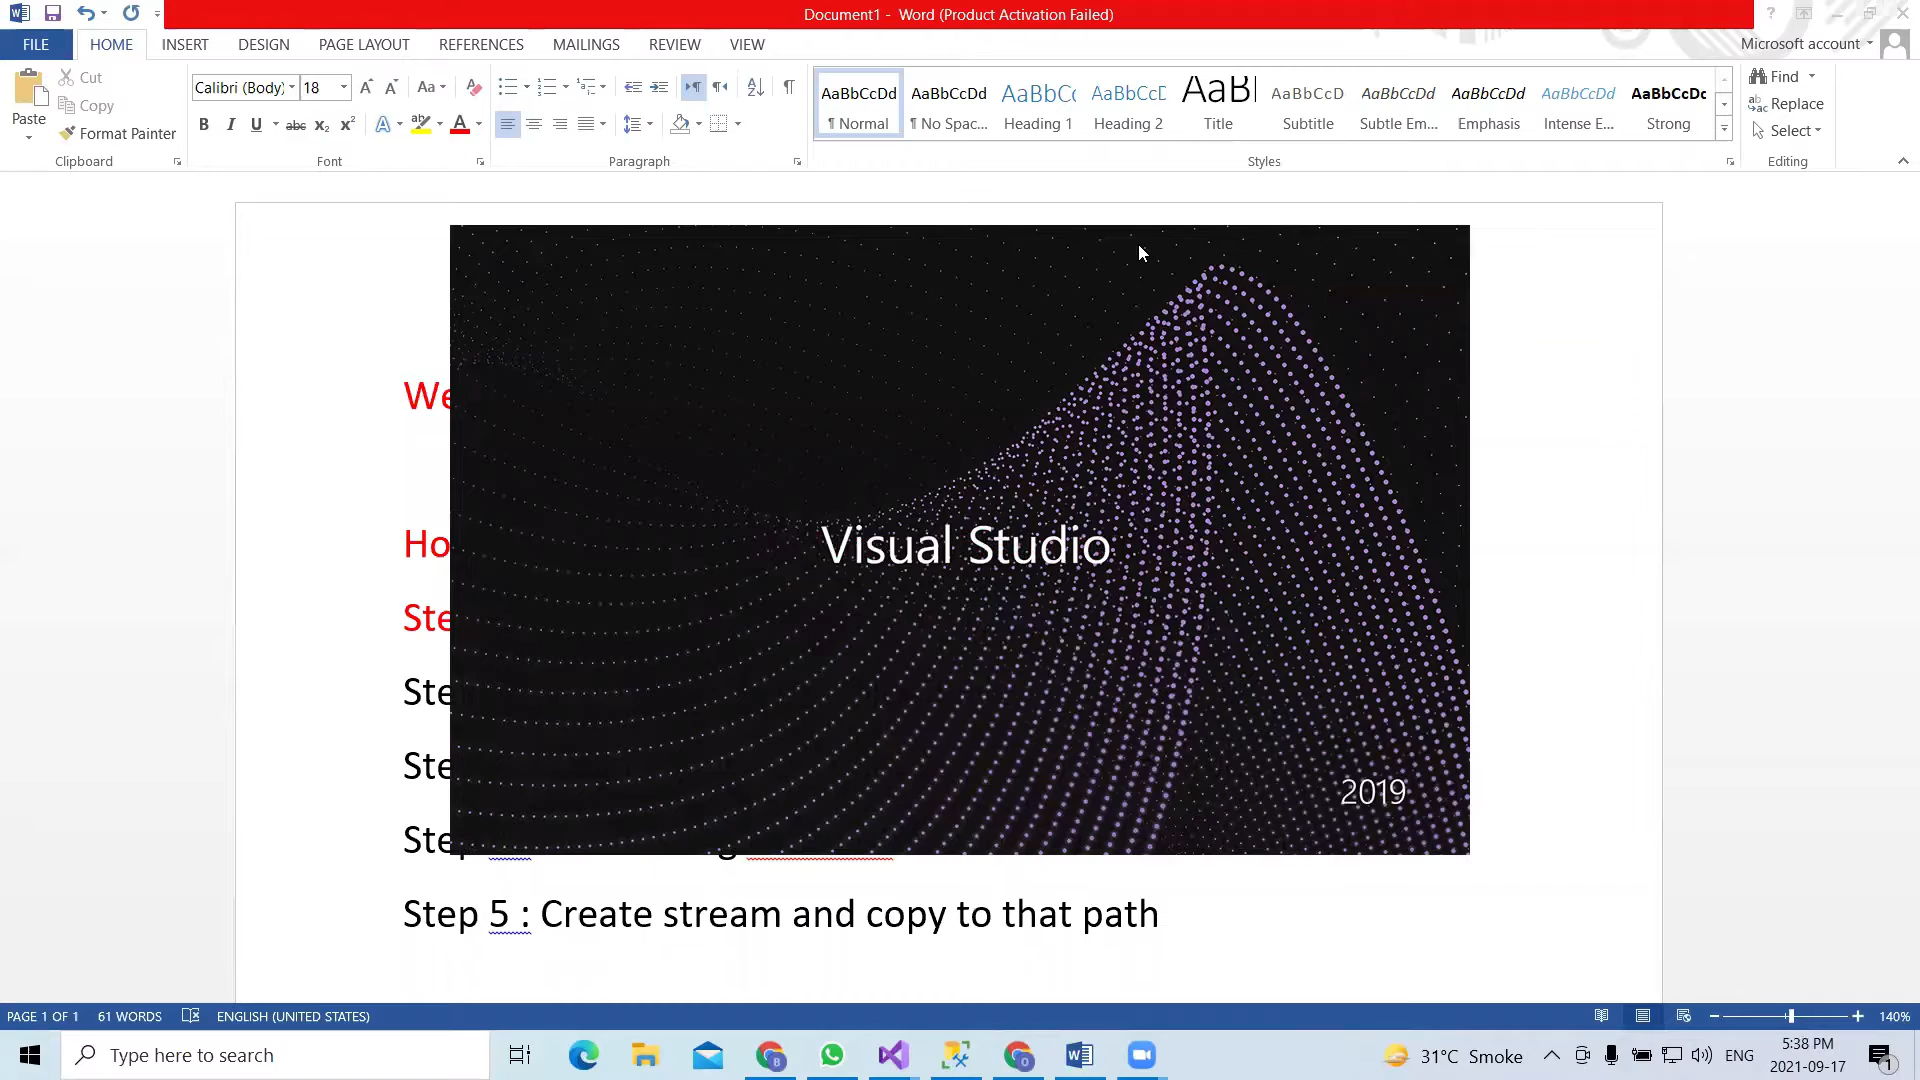 Document1 - Word (Product Activation Failed)
FILE HOME INSERT DESIGN PAGE LAYOUT REFERENCES MAILINGS REVIEW VIEW
Microsoft account
Paste
Cut
Copy
Format Painter
Clipboard
Calibri (Body) 18
Font
Paragraph
AaBbCcDd AaBbCcDd AaBbCc AaBbCcD AaB AaBbCcD AaBbCcDd AaBbCcDd AaBbCcDd AaBbCcDc
¶ Normal ¶ No Spac... Heading 1 Heading 2 Title Subtitle Subtle Em... Emphasis Intense E... Strong
Styles
Find
Replace
Select
Editing
We
Ho
Ste
Ste
Ste
Step
Visual Studio
2019
Step 5 : Create stream and copy to that path
PAGE 1 OF 1 61 WORDS ENGLISH (UNITED STATES) 140%
Type here to search
31°C Smoke
ENG
5:38 PM
2021-09-17
1